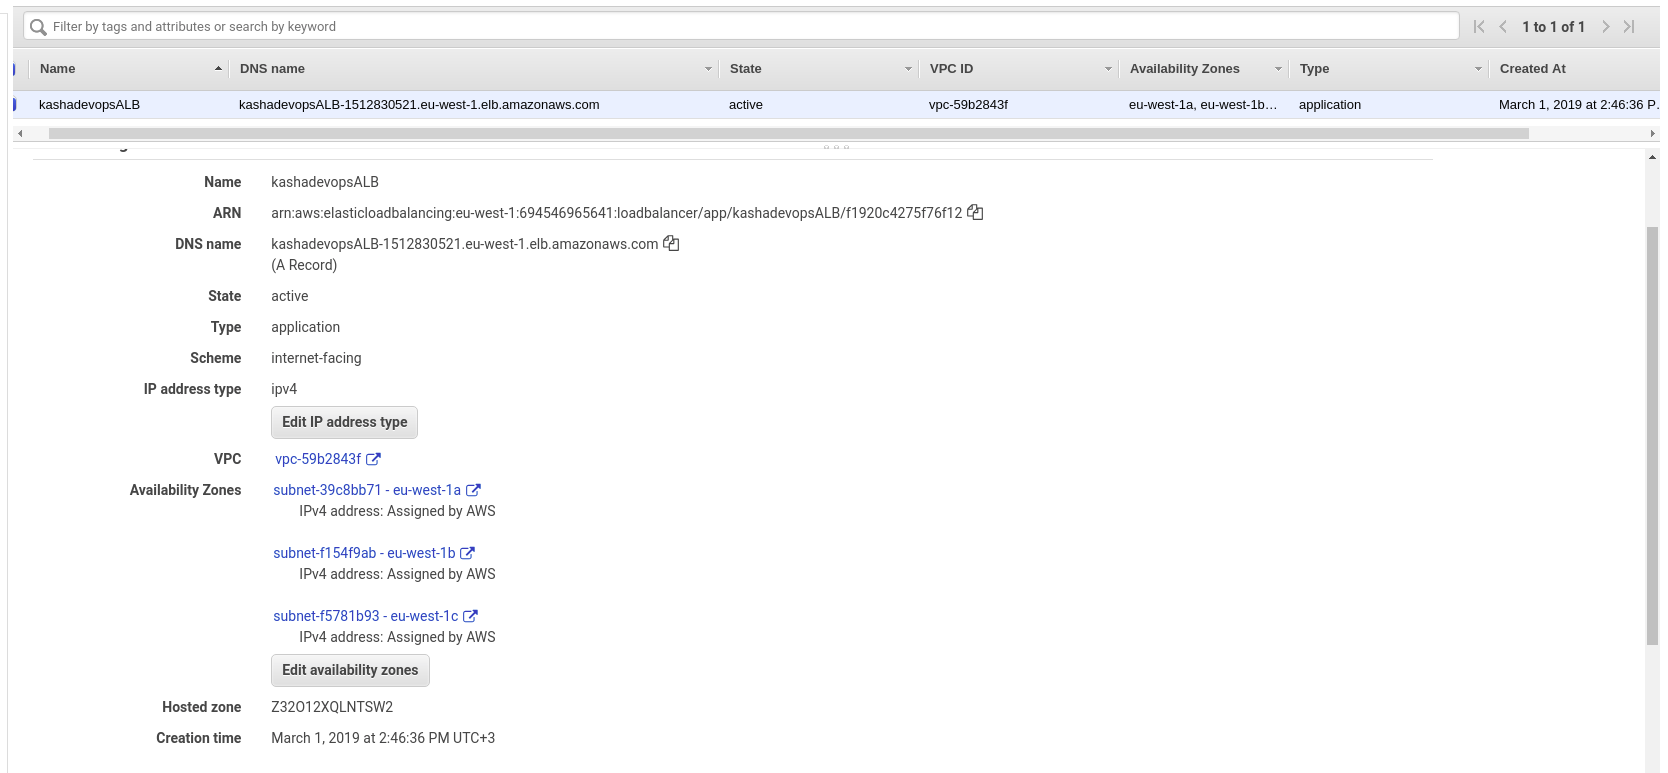 Filter by tags and attributes or search by keyword
1 to 1 of 1
Name DNS name State VPC ID Availability Zones Type Created At
kashadevopsALB kashadevopsALB-1512830521.eu-west-1.elb.amazonaws.com active vpc-59b2843f eu-west-1a, eu-west-1b… application March 1, 2019 at 2:46:36 P…
Name kashadevopsALB
ARN arn:aws:elasticloadbalancing:eu-west-1:694546965641:loadbalancer/app/kashadevopsALB/f1920c4275f76f12
DNS name kashadevopsALB-1512830521.eu-west-1.elb.amazonaws.com
(A Record)
State active
Type application
Scheme internet-facing
IP address type ipv4
Edit IP address type
VPC vpc-59b2843f
Availability Zones subnet-39c8bb71 - eu-west-1a
IPv4 address: Assigned by AWS
subnet-f154f9ab - eu-west-1b
IPv4 address: Assigned by AWS
subnet-f5781b93 - eu-west-1c
IPv4 address: Assigned by AWS
Edit availability zones
Hosted zone Z32O12XQLNTSW2
Creation time March 1, 2019 at 2:46:36 PM UTC+3